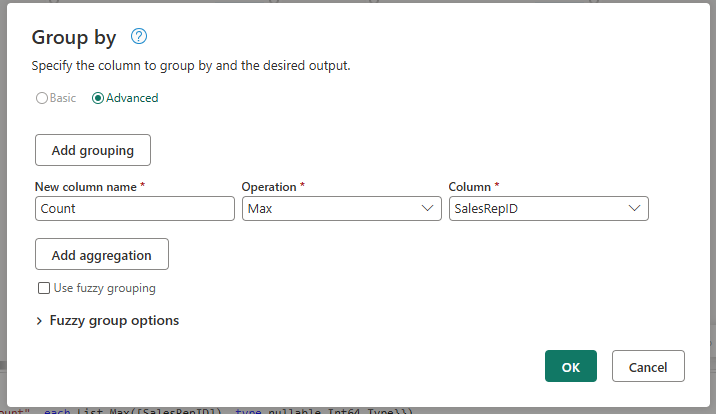 Group by
Specify the column to group by and the desired output.
Basic Advanced
Add grouping
New column name * Operation * Column *
Count Max SalesRepID
Add aggregation
Use fuzzy grouping
Fuzzy group options
OK Cancel
ount", each List.Max([SalesRepID]), type nullable Int64.Type}})